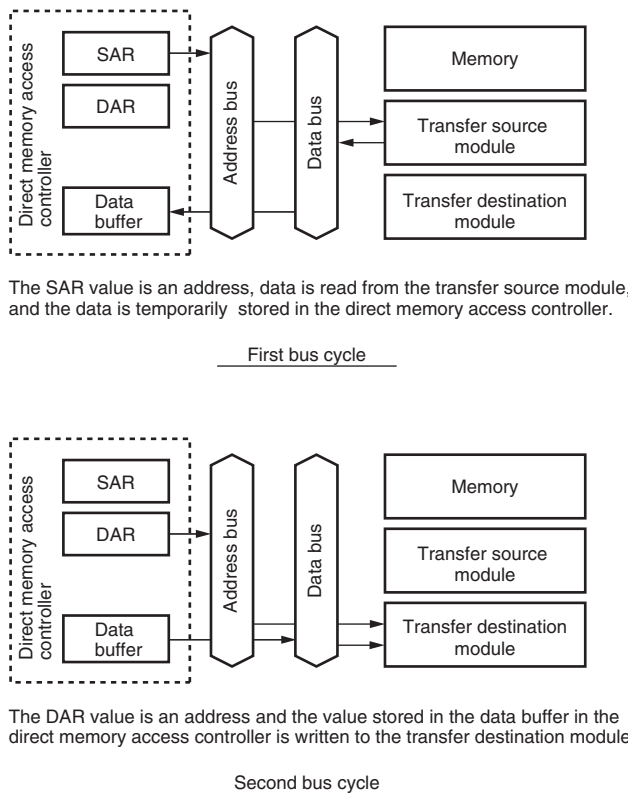 Direct memory access
controller
SAR
DAR
Data
buffer
Address bus
Data bus
Memory
Transfer source
module
Transfer destination
module
The SAR value is an address, data is read from the transfer source module,
and the data is temporarily stored in the direct memory access controller.
First bus cycle
Direct memory access
controller
SAR
DAR
Data
buffer
Address bus
Data bus
Memory
Transfer source
module
Transfer destination
module
The DAR value is an address and the value stored in the data buffer in the
direct memory access controller is written to the transfer destination module
Second bus cycle